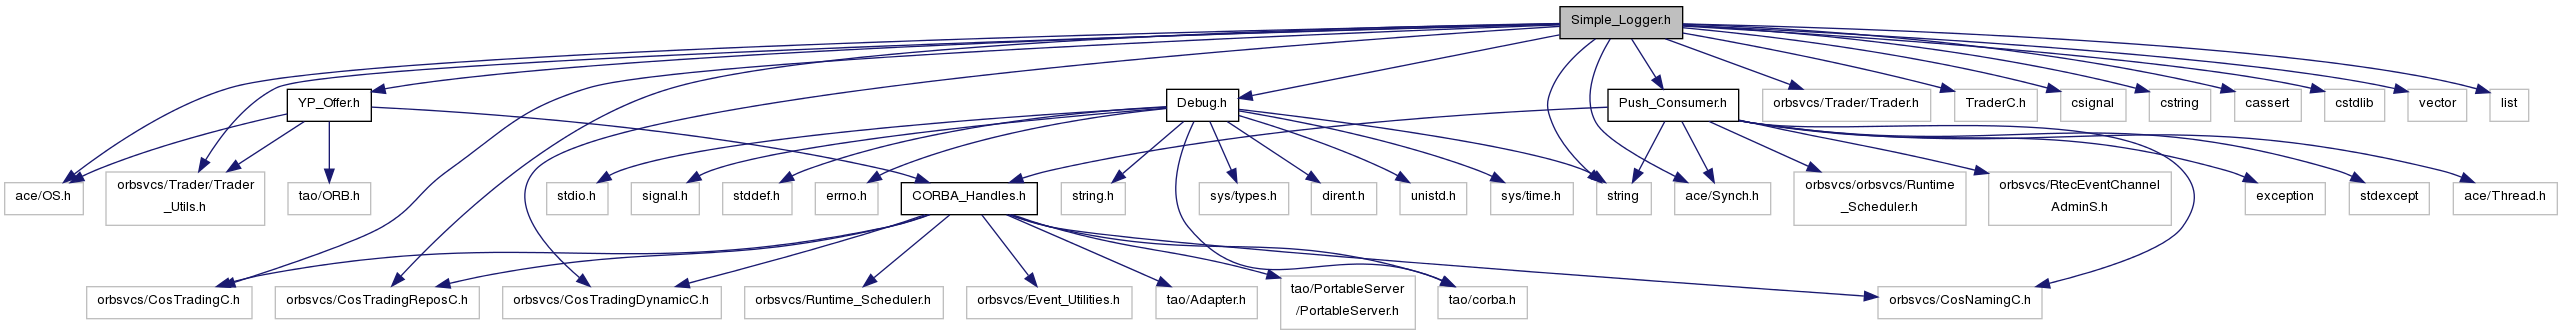 Simple_Logger.h
YP_Offer.h
Debug.h
Push_Consumer.h
orbsvcs/Trader/Trader.h
TraderC.h
csignal
cstring
cassert
cstdlib
vector
list
ace/OS.h
orbsvcs/Trader/Trader
_Utils.h
tao/ORB.h
stdio.h
signal.h
stddef.h
errno.h
CORBA_Handles.h
string.h
sys/types.h
dirent.h
unistd.h
sys/time.h
string
ace/Synch.h
orbsvcs/orbsvcs/Runtime
_Scheduler.h
orbsvcs/RtecEventChannel
AdminS.h
exception
stdexcept
ace/Thread.h
orbsvcs/CosTradingC.h
orbsvcs/CosTradingReposC.h
orbsvcs/CosTradingDynamicC.h
orbsvcs/Runtime_Scheduler.h
orbsvcs/Event_Utilities.h
tao/Adapter.h
tao/PortableServer
/PortableServer.h
tao/corba.h
orbsvcs/CosNamingC.h